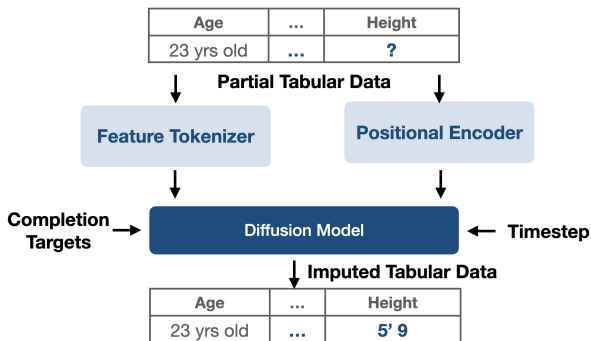 Age ... Height
23 yrs old ... ?
Partial Tabular Data
Feature Tokenizer
Positional Encoder
Completion
Targets
Diffusion Model
Timestep
Imputed Tabular Data
Age ... Height
23 yrs old ... 5’ 9